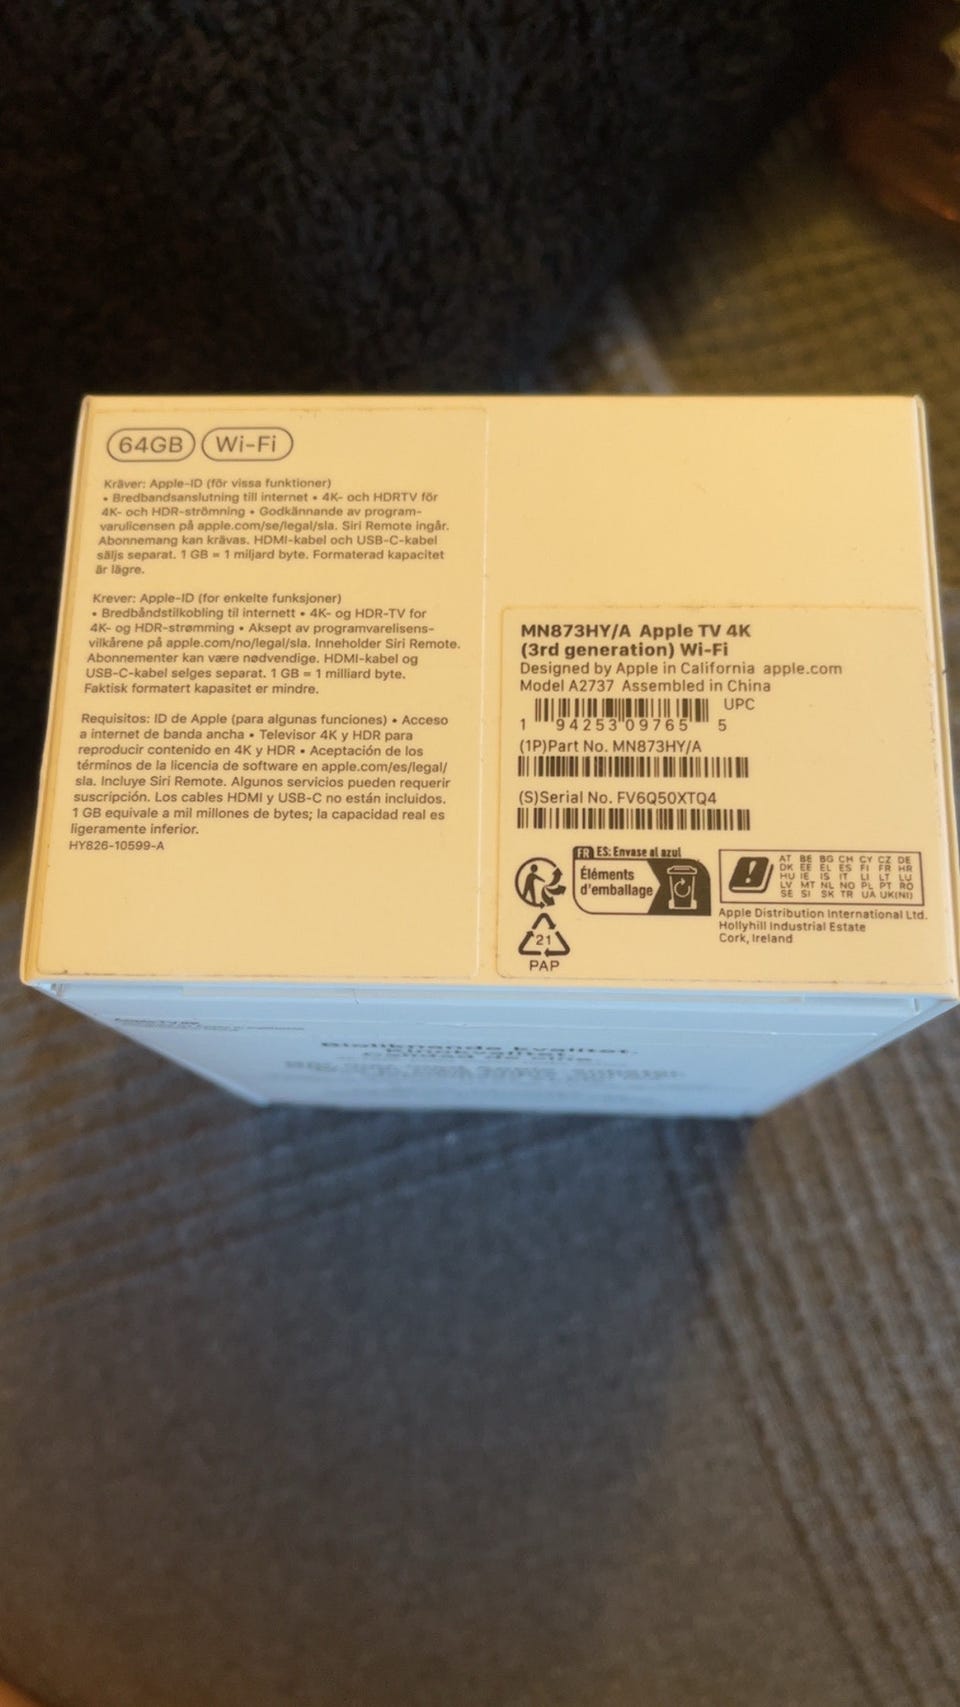 64GB Wi-Fi
Kräver: Apple-ID (för vissa funktioner)
• Bredbandsanslutning till internet • 4K- och HDRTV för
4K- och HDR-strömning • Godkännande av program-
varulicensen på apple.com/se/legal/sla. Siri Remote ingår.
Abonnemang kan krävas. HDMI-kabel och USB-C-kabel
säljs separat. 1 GB = 1 miljard byte. Formaterad kapacitet
är lägre.
Krever: Apple-ID (for enkelte funksjoner)
• Bredbåndstilkobling til internett • 4K- og HDR-TV for
4K- og HDR-strømming • Aksept av programvarelisens-
vilkårene på apple.com/no/legal/sla. Inneholder Siri Remote.
Abonnementer kan være nødvendige. HDMI-kabel og
USB-C-kabel selges separat. 1 GB = 1 milliard byte.
Faktisk formatert kapasitet er mindre.
Requisitos: ID de Apple (para algunas funciones) • Acceso
a internet de banda ancha • Televisor 4K y HDR para
reproducir contenido en 4K y HDR • Aceptación de los
términos de la licencia de software en apple.com/es/legal/
sla. Incluye Siri Remote. Algunos servicios pueden requerir
suscripción. Los cables HDMI y USB-C no están incluidos.
1 GB equivale a mil millones de bytes; la capacidad real es
ligeramente inferior.
HY826-10599-A
MN873HY/A Apple TV 4K
(3rd generation) Wi-Fi
Designed by Apple in California apple.com
Model A2737 Assembled in China
UPC
1 94253 09765 5
(1P)Part No. MN873HY/A
(S)Serial No. FV6Q50XTQ4
FR ES: Envase al azul
Éléments
d'emballage
21
PAP
AT BE BG CH CY CZ DE
DK EE EL ES FI FR HR
HU IE IS IT LI LT LU
LV MT NL NO PL PT RO
SE SI SK TR UA UK(NI)
Apple Distribution International Ltd.
Hollyhill Industrial Estate
Cork, Ireland